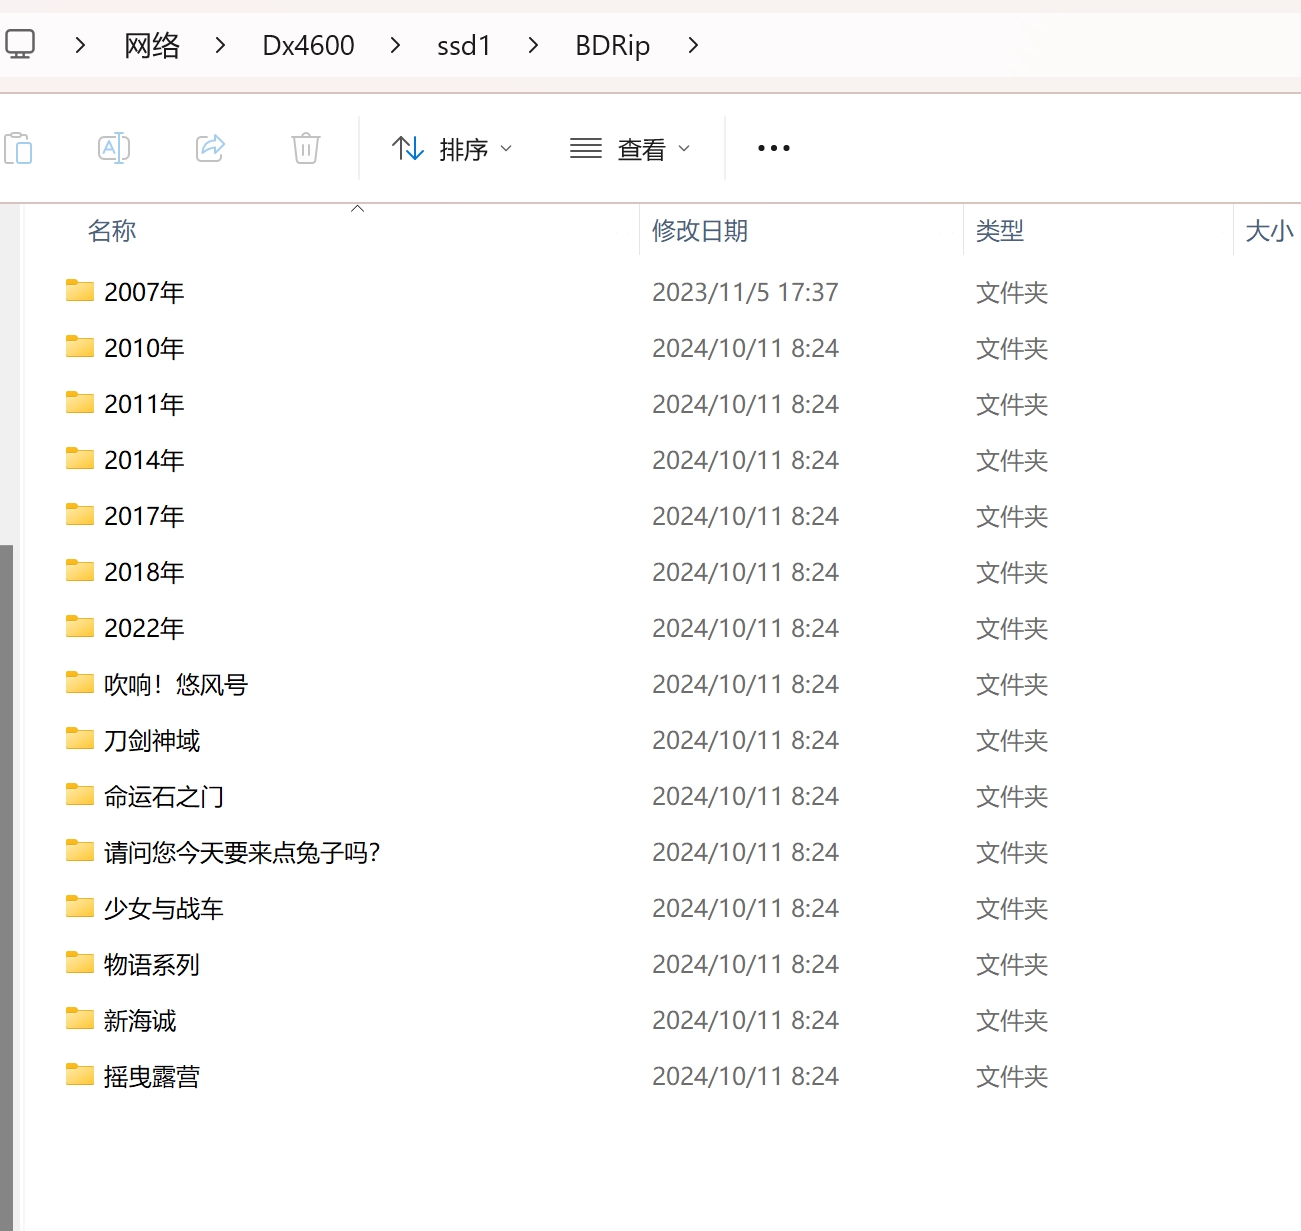 网络 Dx4600 ssd1 BDRip
排序 查看
名称 修改日期 类型 大小
2007年 2023/11/5 17:37 文件夹
2010年 2024/10/11 8:24 文件夹
2011年 2024/10/11 8:24 文件夹
2014年 2024/10/11 8:24 文件夹
2017年 2024/10/11 8:24 文件夹
2018年 2024/10/11 8:24 文件夹
2022年 2024/10/11 8:24 文件夹
吹响！悠风号 2024/10/11 8:24 文件夹
刀剑神域 2024/10/11 8:24 文件夹
命运石之门 2024/10/11 8:24 文件夹
请问您今天要来点兔子吗? 2024/10/11 8:24 文件夹
少女与战车 2024/10/11 8:24 文件夹
物语系列 2024/10/11 8:24 文件夹
新海诚 2024/10/11 8:24 文件夹
摇曳露营 2024/10/11 8:24 文件夹